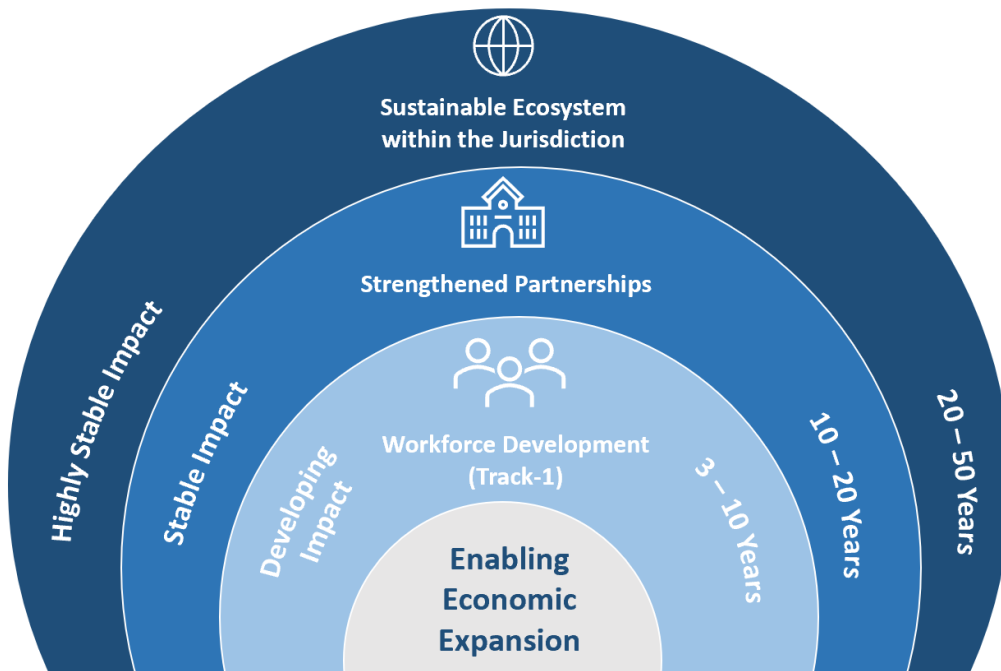 Sustainable Ecosystem
within the Jurisdiction
Highly Stable Impact
20 – 50 Years
Strengthened Partnerships
Stable Impact
10 – 20 Years
Workforce Development
(Track-1)
Developing
Impact
3 – 10 Years
Enabling
Economic
Expansion